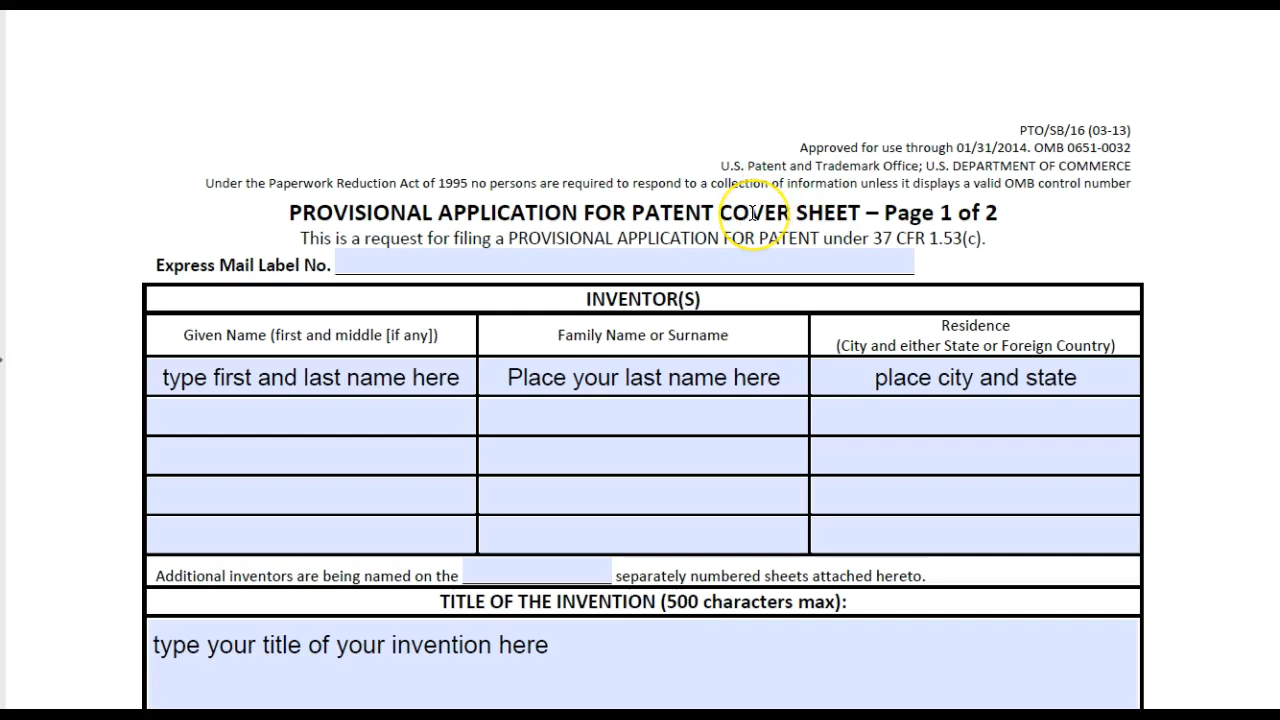 PTO/SB/16 (03-13)
Approved for use through 01/31/2014. OMB 0651-0032
U.S. Patent and Trademark Office; U.S. DEPARTMENT OF COMMERCE
Under the Paperwork Reduction Act of 1995 no persons are required to respond to a collection of information unless it displays a valid OMB control number
PROVISIONAL APPLICATION FOR PATENT COVER SHEET – Page 1 of 2
This is a request for filing a PROVISIONAL APPLICATION FOR PATENT under 37 CFR 1.53(c).
Express Mail Label No.
INVENTOR(S)
Given Name (first and middle [if any])
Family Name or Surname
Residence
(City and either State or Foreign Country)
type first and last name here
Place your last name here
place city and state
Additional inventors are being named on the separately numbered sheets attached hereto.
TITLE OF THE INVENTION (500 characters max):
type your title of your invention here